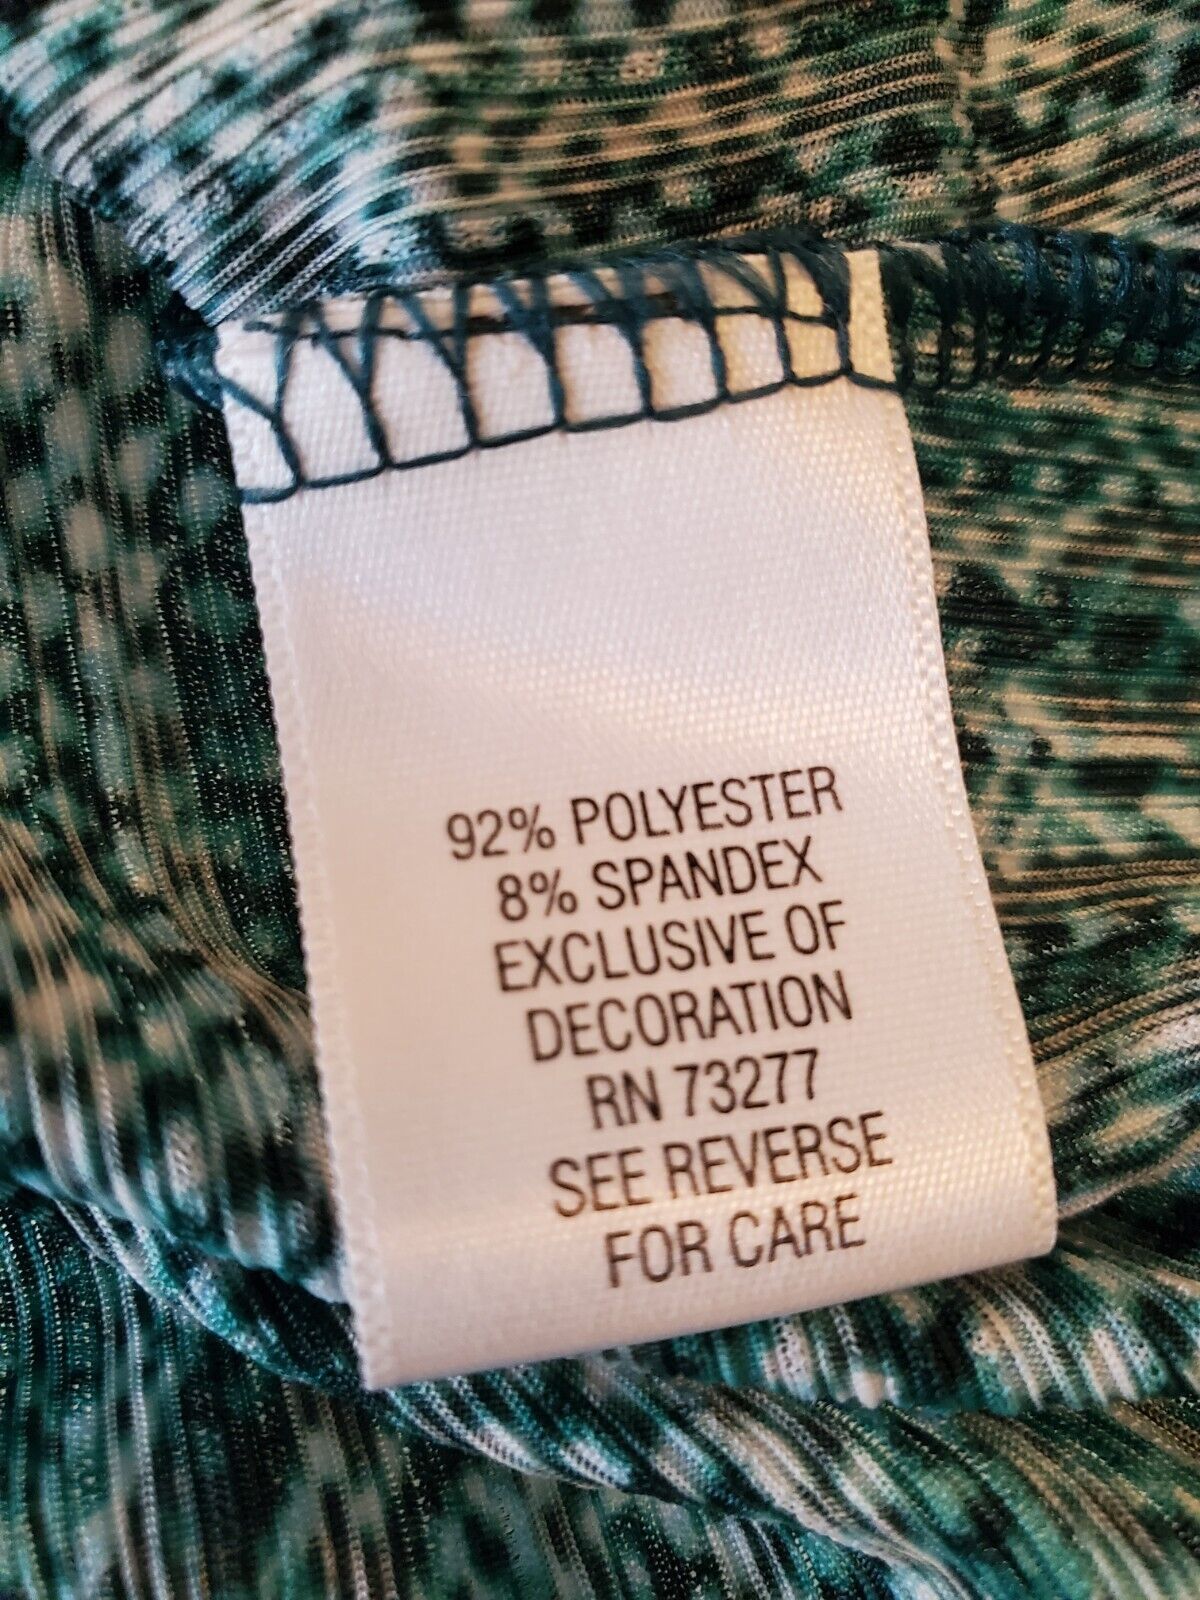 92% POLYESTER
8% SPANDEX
EXCLUSIVE OF
DECORATION
RN 73277
SEE REVERSE
FOR CARE